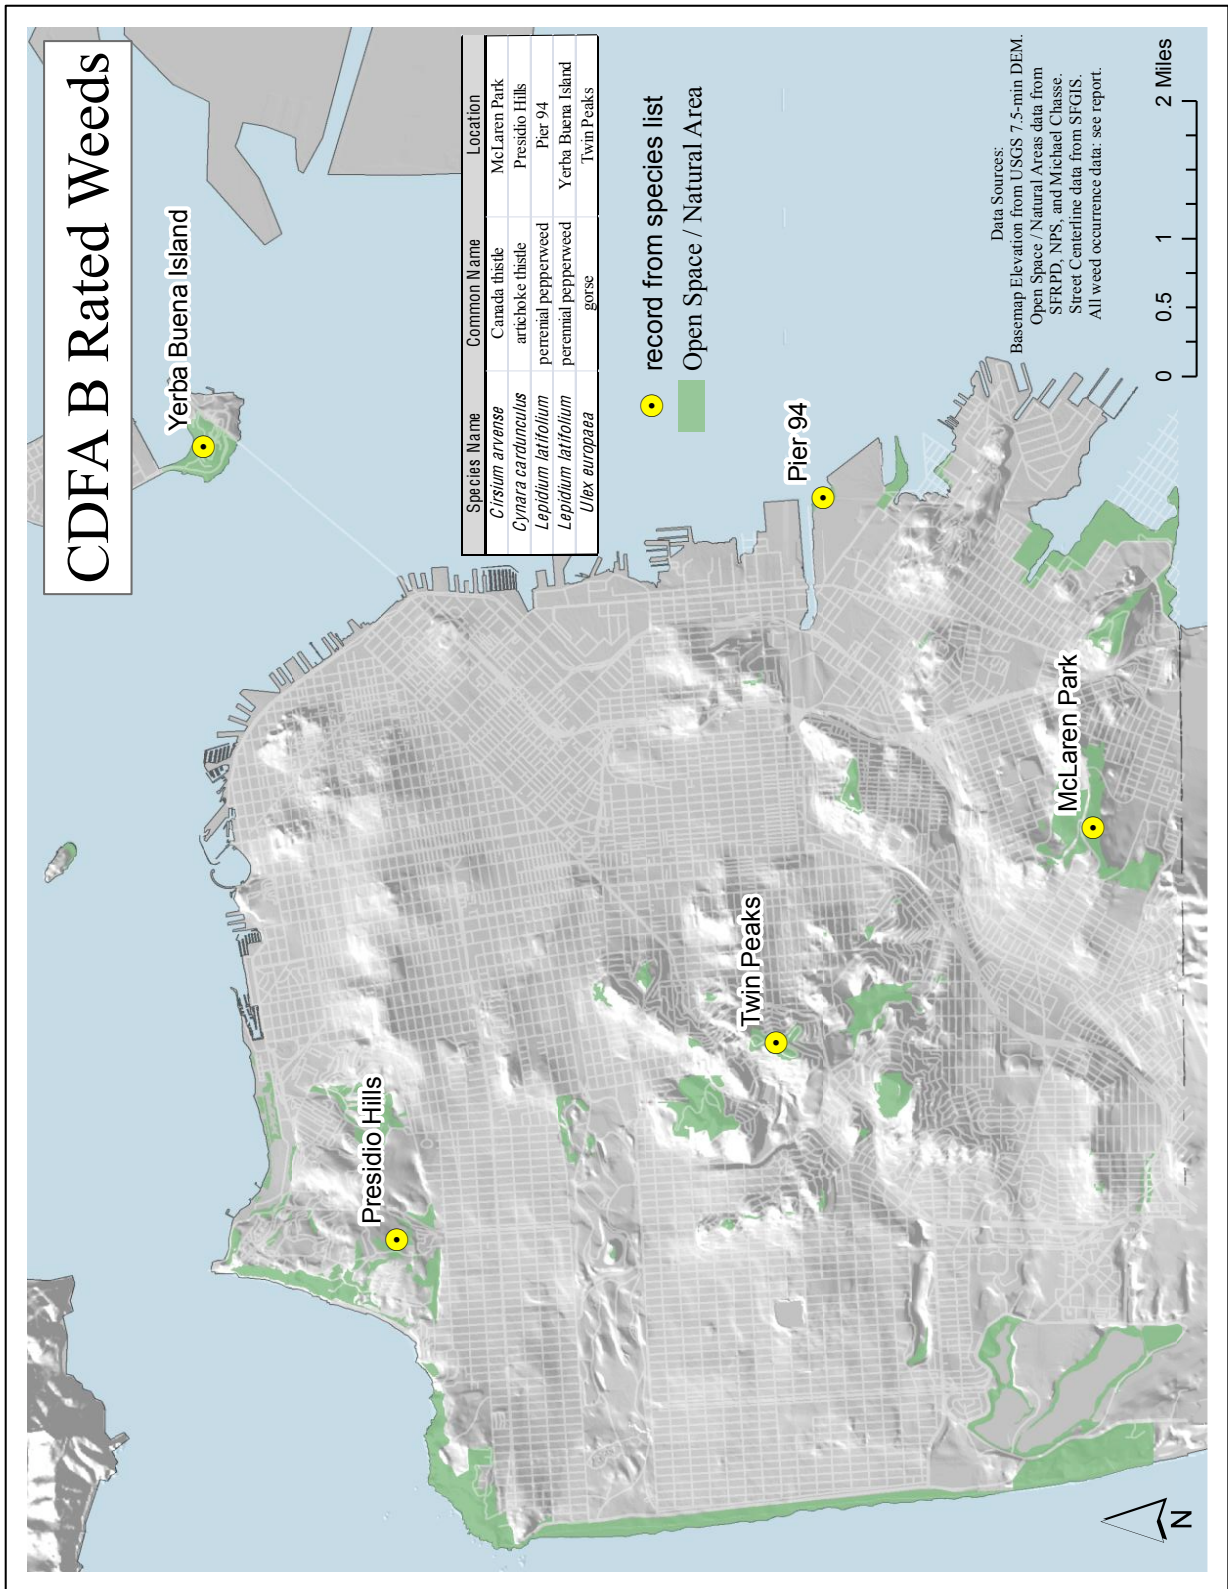 CDFA B Rated Weeds
Yerba Buena Island
Species Name Common Name Location
Cirsium arvense Canada thistle McLaren Park
Cynara cardunculus artichoke thistle Presidio Hills
Lepidium latifolium perrenial pepperweed Pier 94
Lepidium latifolium perennial pepperweed Yerba Buena Island
Ulex europaea gorse Twin Peaks
record from species list
Open Space / Natural Area
Presidio Hills
Twin Peaks
Pier 94
McLaren Park
Data Sources:
Basemap Elevation from USGS 7.5-min DEM.
Open Space / Natural Areas data from
SFRPD, NPS, and Michael Chasse.
Street Centerline data from SFGIS.
All weed occurrence data: see report.
0 0.5 1 2 Miles
N